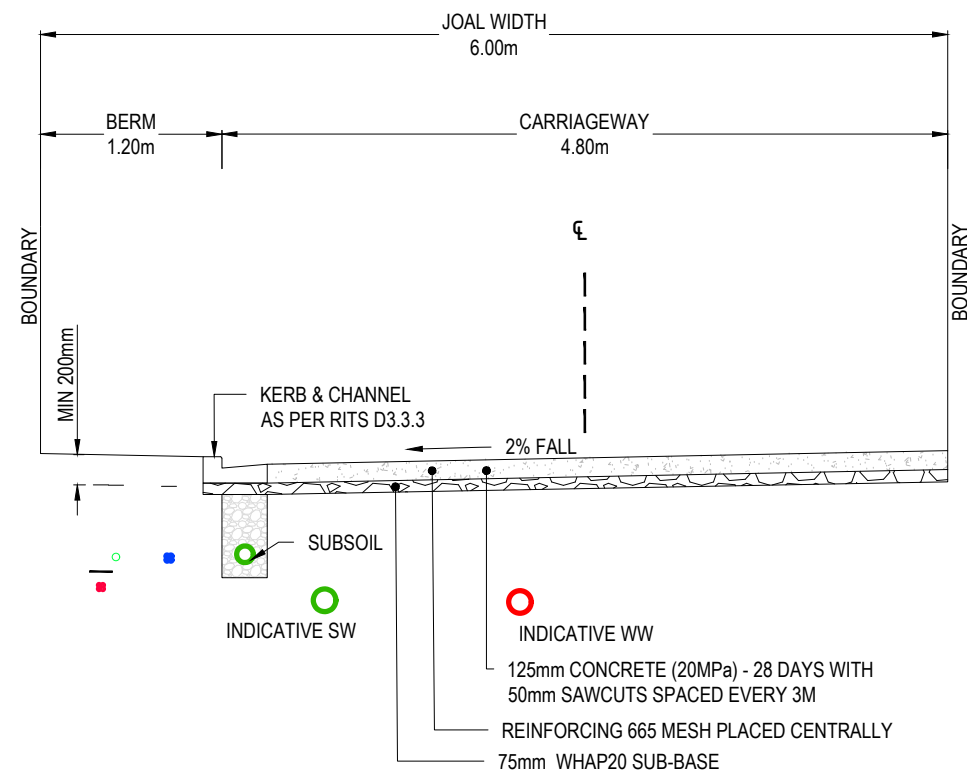 JOAL WIDTH
6.00m
BERM
1.20m
CARRIAGEWAY
4.80m
BOUNDARY
℄
BOUNDARY
MIN 200mm
KERB & CHANNEL
AS PER RITS D3.3.3
2% FALL
SUBSOIL
INDICATIVE SW
INDICATIVE WW
125mm CONCRETE (20MPa) - 28 DAYS WITH
50mm SAWCUTS SPACED EVERY 3M
REINFORCING 665 MESH PLACED CENTRALLY
75mm WHAP20 SUB-BASE